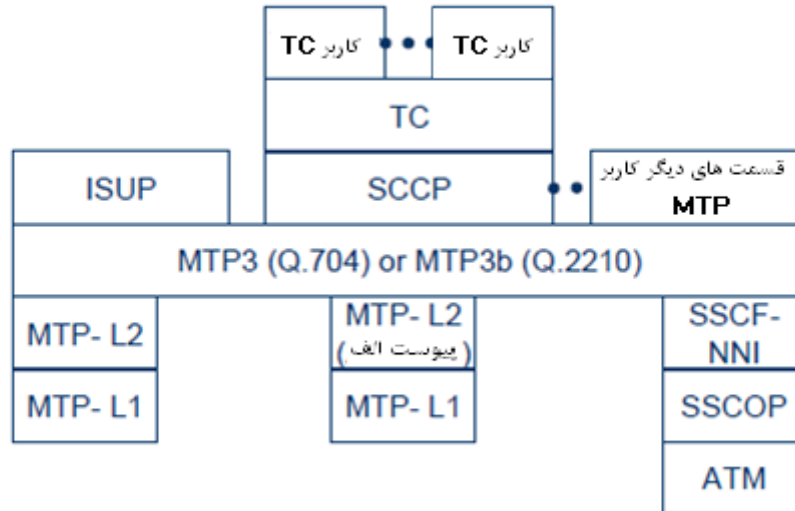 کاربر TC
کاربر TC
TC
ISUP
SCCP
قسمت های دیگر کاربر
MTP
MTP3 (Q.704) or MTP3b (Q.2210)
MTP- L2
MTP- L2
(پیوست الف)
SSCF-
NNI
MTP- L1
MTP- L1
SSCOP
ATM